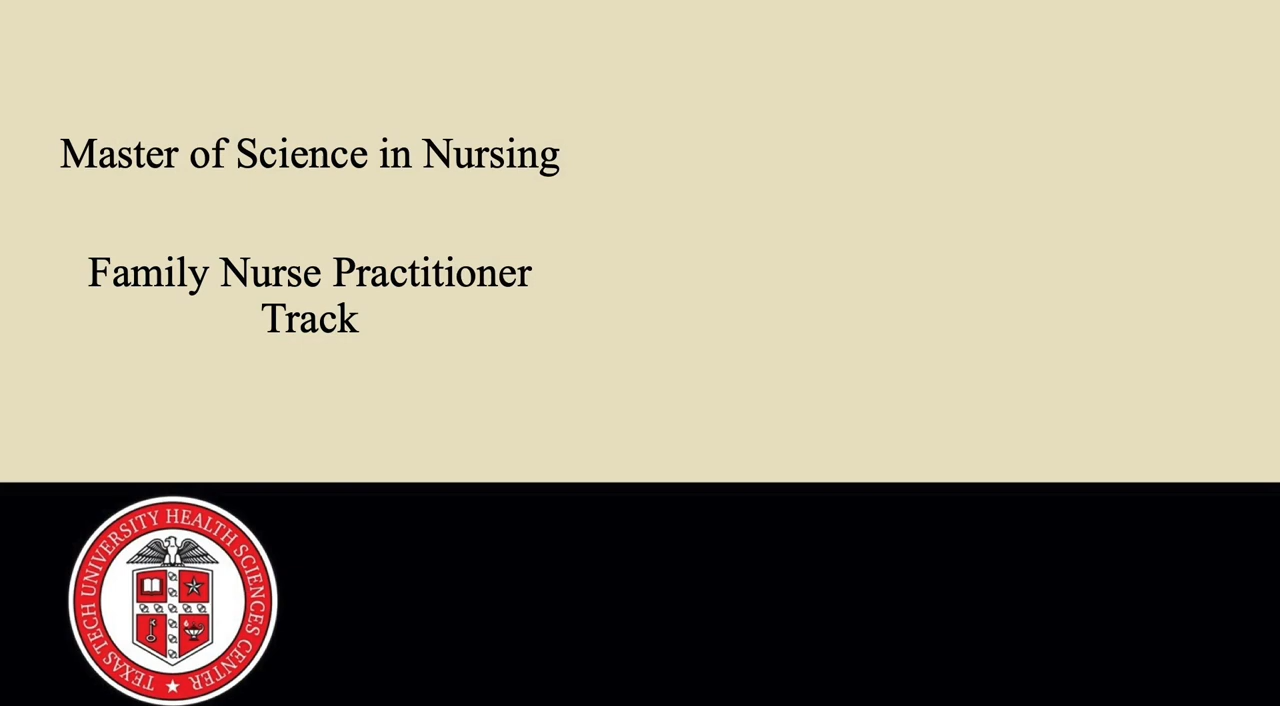 Master of Science in Nursing
Family Nurse Practitioner
Track
TEXAS TECH UNIVERSITY HEALTH SCIENCES CENTER